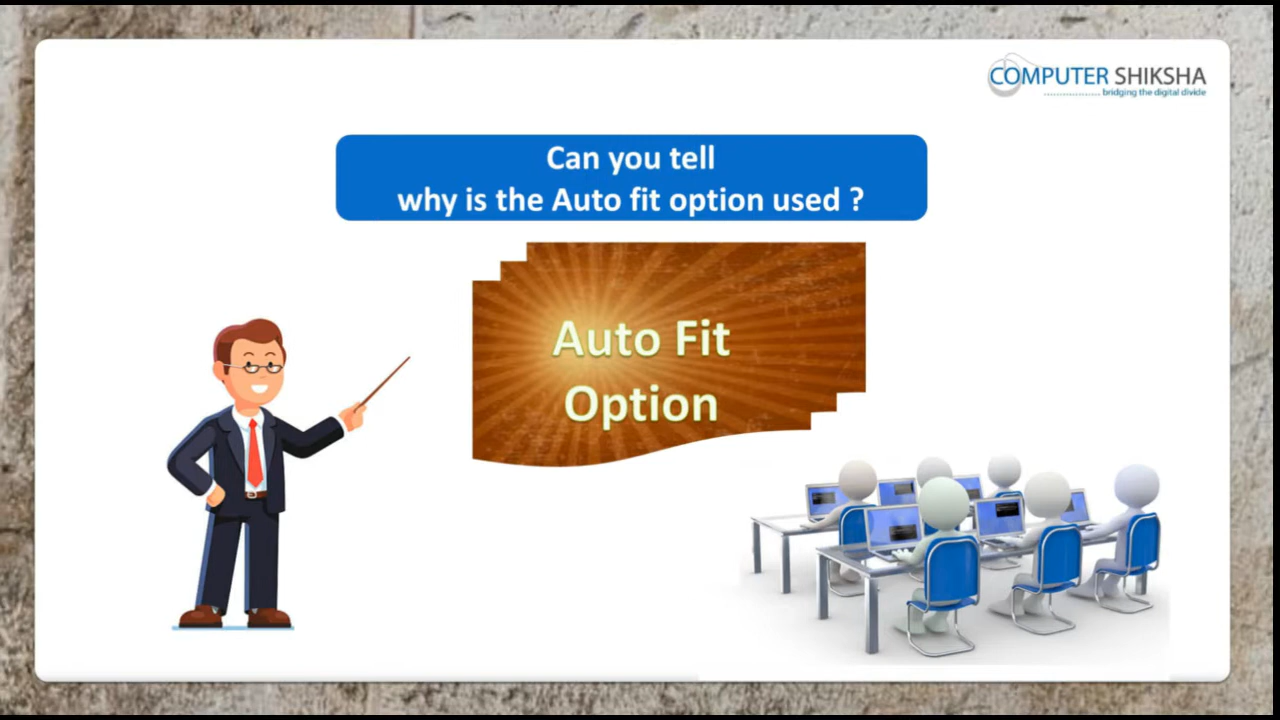 COMPUTER SHIKSHA
bridging the digital divide
Can you tell
why is the Auto fit option used ?
Auto Fit
Option